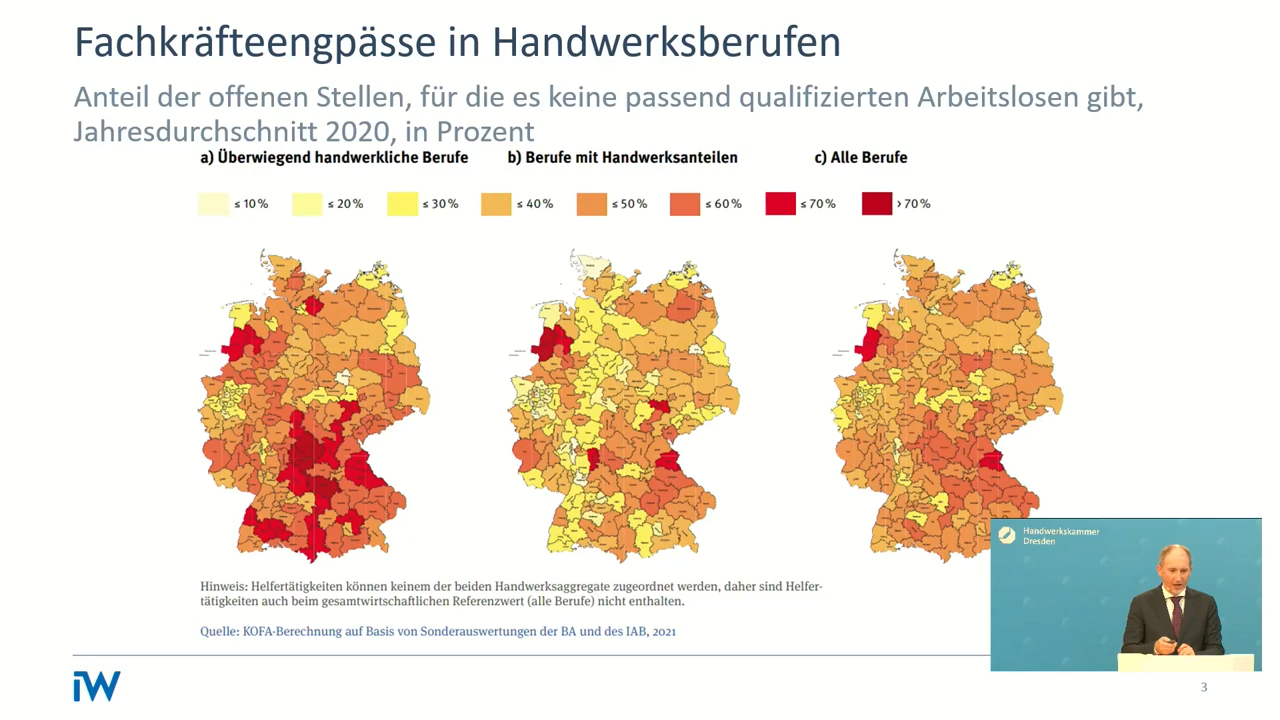 Fachkräfteengpässe in Handwerksberufen
Anteil der offenen Stellen, für die es keine passend qualifizierten Arbeitslosen gibt,
Jahresdurchschnitt 2020, in Prozent
a) Überwiegend handwerkliche Berufe
b) Berufe mit Handwerksanteilen
c) Alle Berufe
≤ 10 %
≤ 20 %
≤ 30 %
≤ 40 %
≤ 50 %
≤ 60 %
≤ 70 %
> 70 %
Handwerkskammer
Dresden
Hinweis: Helfertätigkeiten können keinem der beiden Handwerksaggregate zugeordnet werden, daher sind Helfer-
tätigkeiten auch beim gesamtwirtschaftlichen Referenzwert (alle Berufe) nicht enthalten.
Quelle: KOFA-Berechnung auf Basis von Sonderauswertungen der BA und des IAB, 2021
iW
3